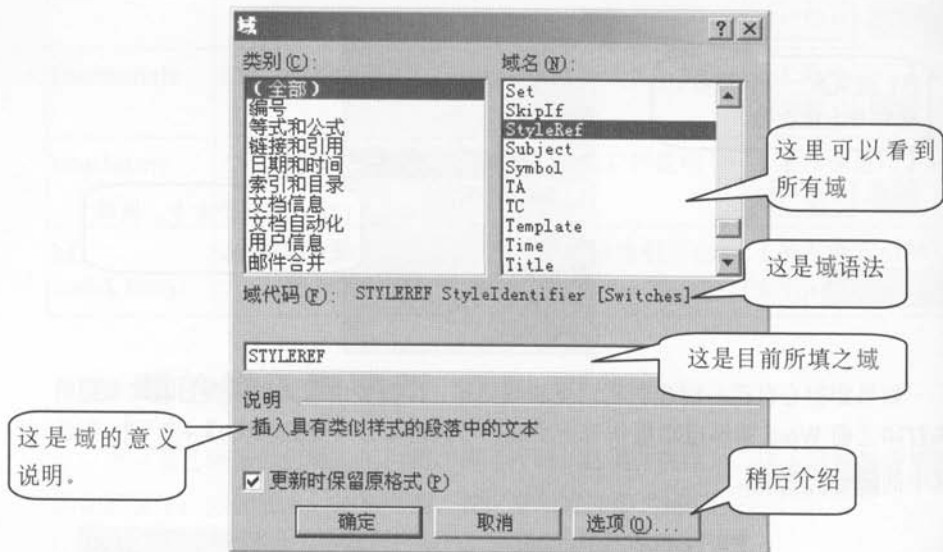 域
类别(C):
域名(N):
（全部）
编号
等式和公式
链接和引用
日期和时间
索引和目录
文档信息
文档自动化
用户信息
邮件合并
Set
SkipIf
StyleRef
Subject
Symbol
TA
TC
Template
Time
Title
这里可以看到
所有域
域代码(F): STYLEREF StyleIdentifier [Switches]
这是域语法
STYLEREF
这是目前所填之域
说明
插入具有类似样式的段落中的文本
这是域的意义
说明。
更新时保留原格式(P)
稍后介绍
确定
取消
选项(O)...